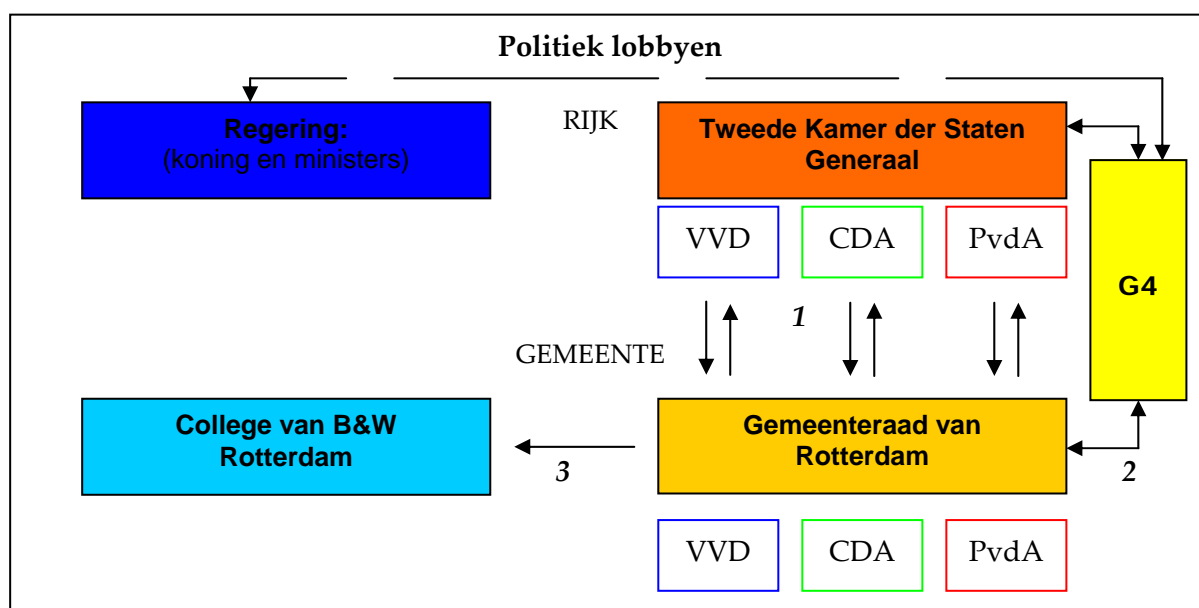 Politiek lobbyen
RIJK
Regering:
(koning en ministers)
Tweede Kamer der Staten
Generaal
VVD
CDA
PvdA
G4
1
GEMEENTE
College van B&W
Rotterdam
3
Gemeenteraad van
Rotterdam
2
VVD
CDA
PvdA